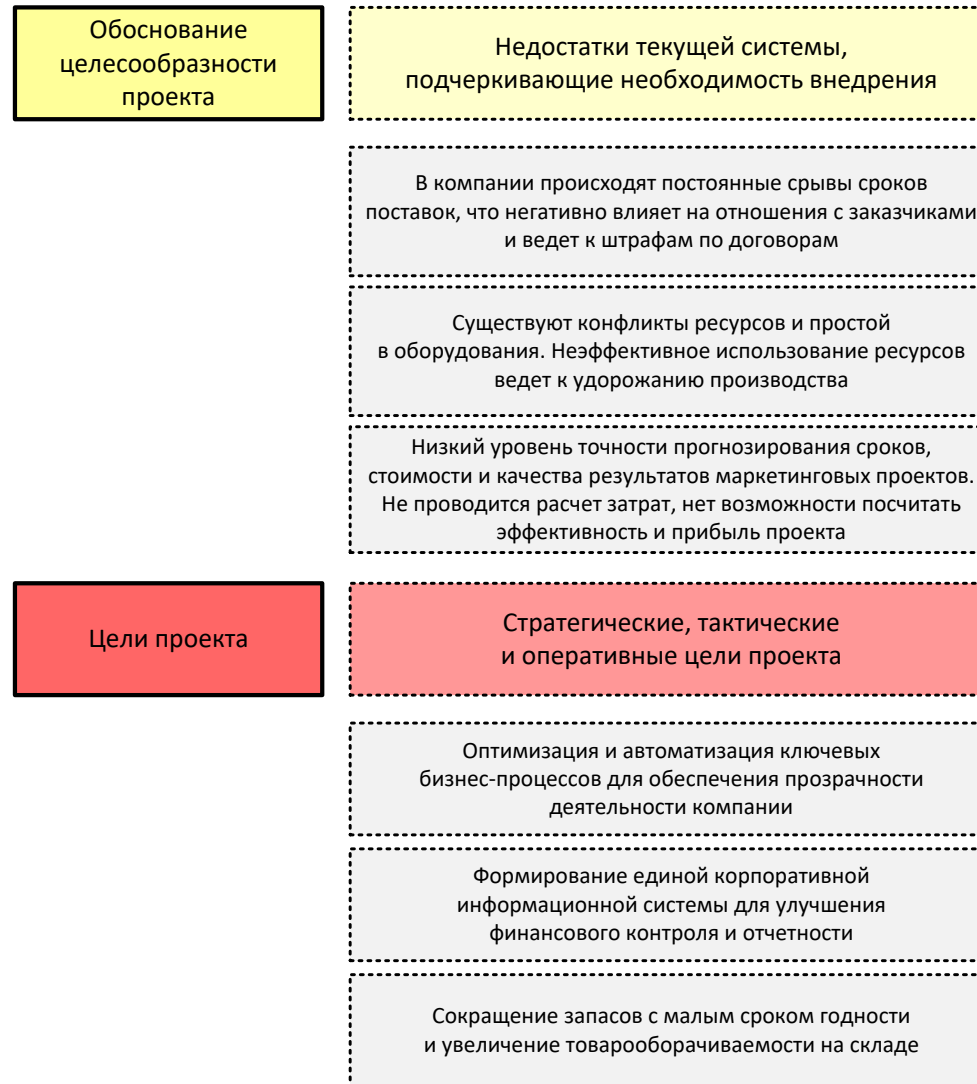 Обоснование
целесообразности
проекта
Недостатки текущей системы,
подчеркивающие необходимость внедрения
В компании происходят постоянные срывы сроков
поставок, что негативно влияет на отношения с заказчиками
и ведет к штрафам по договорам
Существуют конфликты ресурсов и простой
в оборудования. Неэффективное использование ресурсов
ведет к удорожанию производства
Низкий уровень точности прогнозирования сроков,
стоимости и качества результатов маркетинговых проектов.
Не проводится расчет затрат, нет возможности посчитать
эффективность и прибыль проекта
Цели проекта
Стратегические, тактические
и оперативные цели проекта
Оптимизация и автоматизация ключевых
бизнес-процессов для обеспечения прозрачности
деятельности компании
Формирование единой корпоративной
информационной системы для улучшения
финансового контроля и отчетности
Сокращение запасов с малым сроком годности
и увеличение товарооборачиваемости на складе